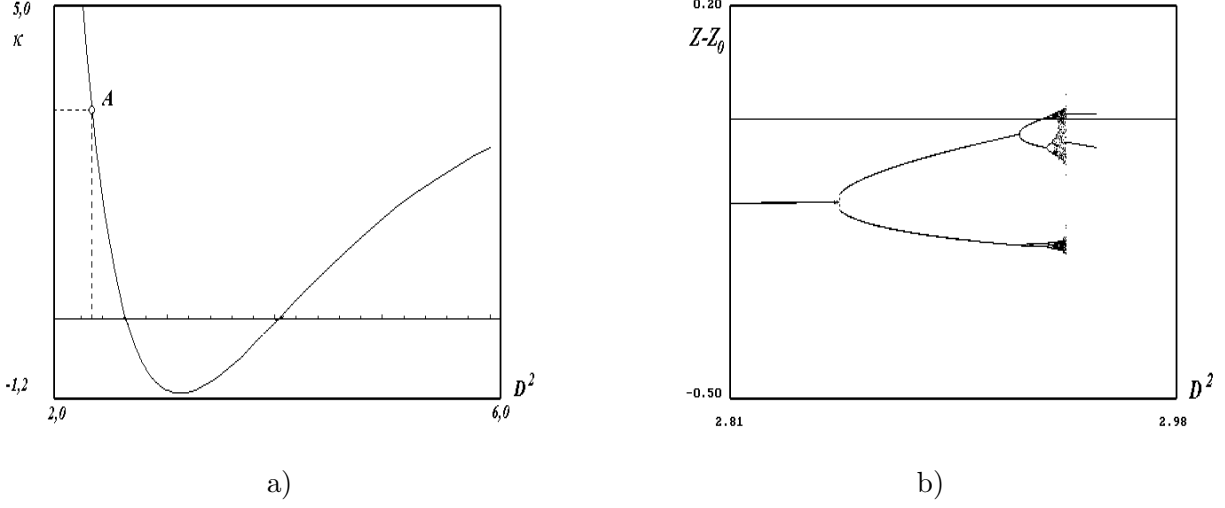 5,0
κ
A
-1,2
D²
2,0
6,0
a)
0.20
Z-Z₀
-0.50
D²
2.81
2.98
b)